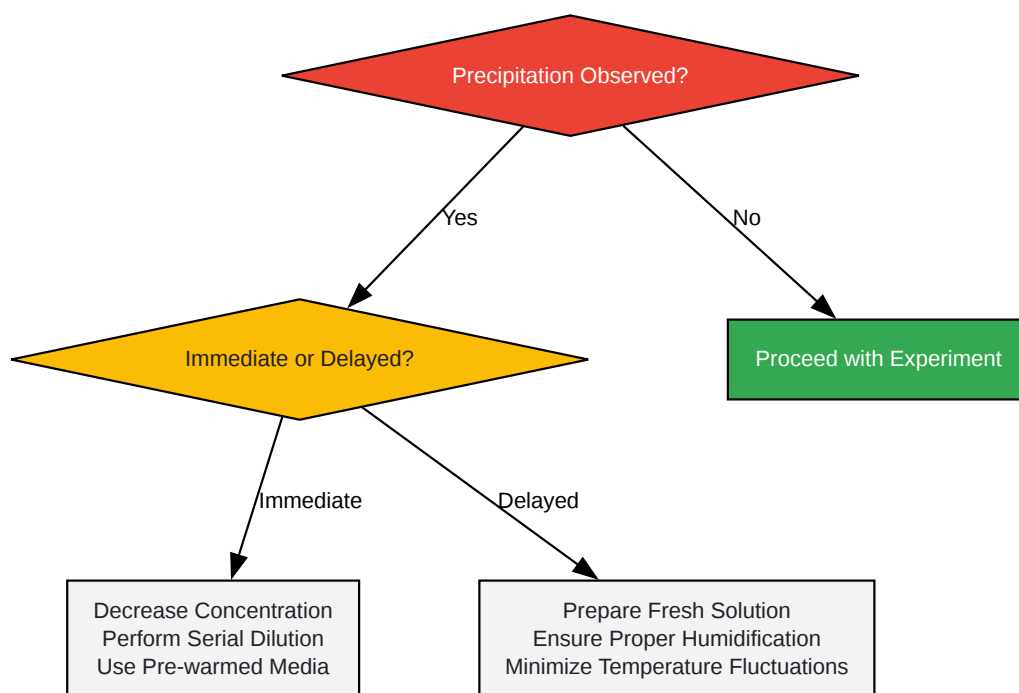 Precipitation Observed?
Yes
No
Immediate or Delayed?
Proceed with Experiment
Immediate
Delayed
Decrease Concentration
Perform Serial Dilution
Use Pre-warmed Media
Prepare Fresh Solution
Ensure Proper Humidification
Minimize Temperature Fluctuations